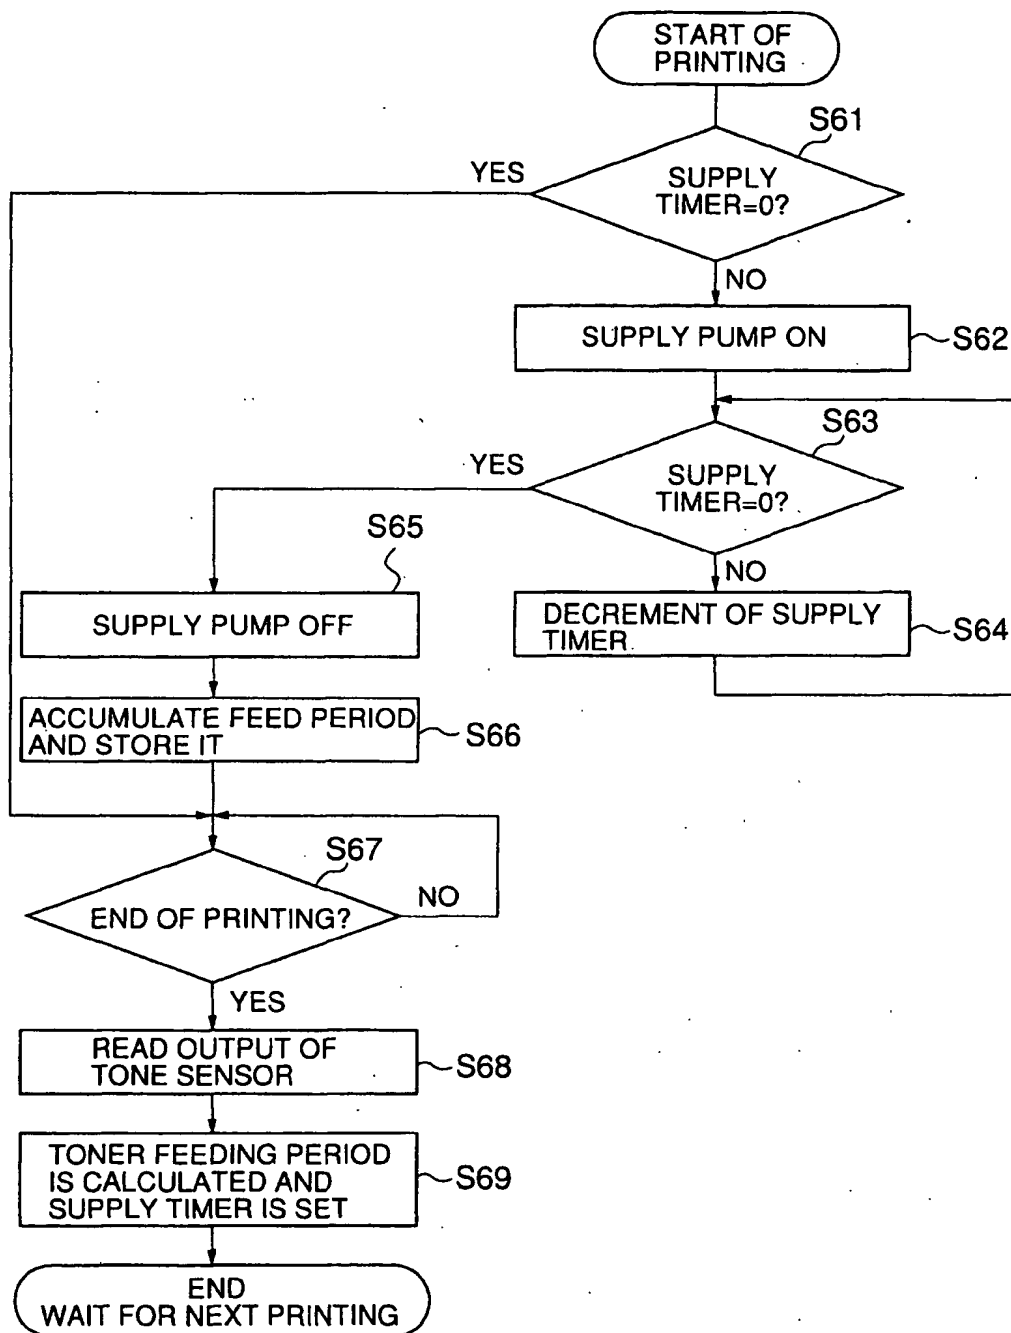 START OF
PRINTING
S61
YES
SUPPLY
TIMER=0?
NO
SUPPLY PUMP ON
S62
S63
YES
SUPPLY
TIMER=0?
NO
DECREMENT OF SUPPLY
TIMER
S64
S65
SUPPLY PUMP OFF
ACCUMULATE FEED PERIOD
AND STORE IT
S66
S67
END OF PRINTING?
NO
YES
READ OUTPUT OF
TONE SENSOR
S68
TONER FEEDING PERIOD
IS CALCULATED AND
SUPPLY TIMER IS SET
S69
END
WAIT FOR NEXT PRINTING